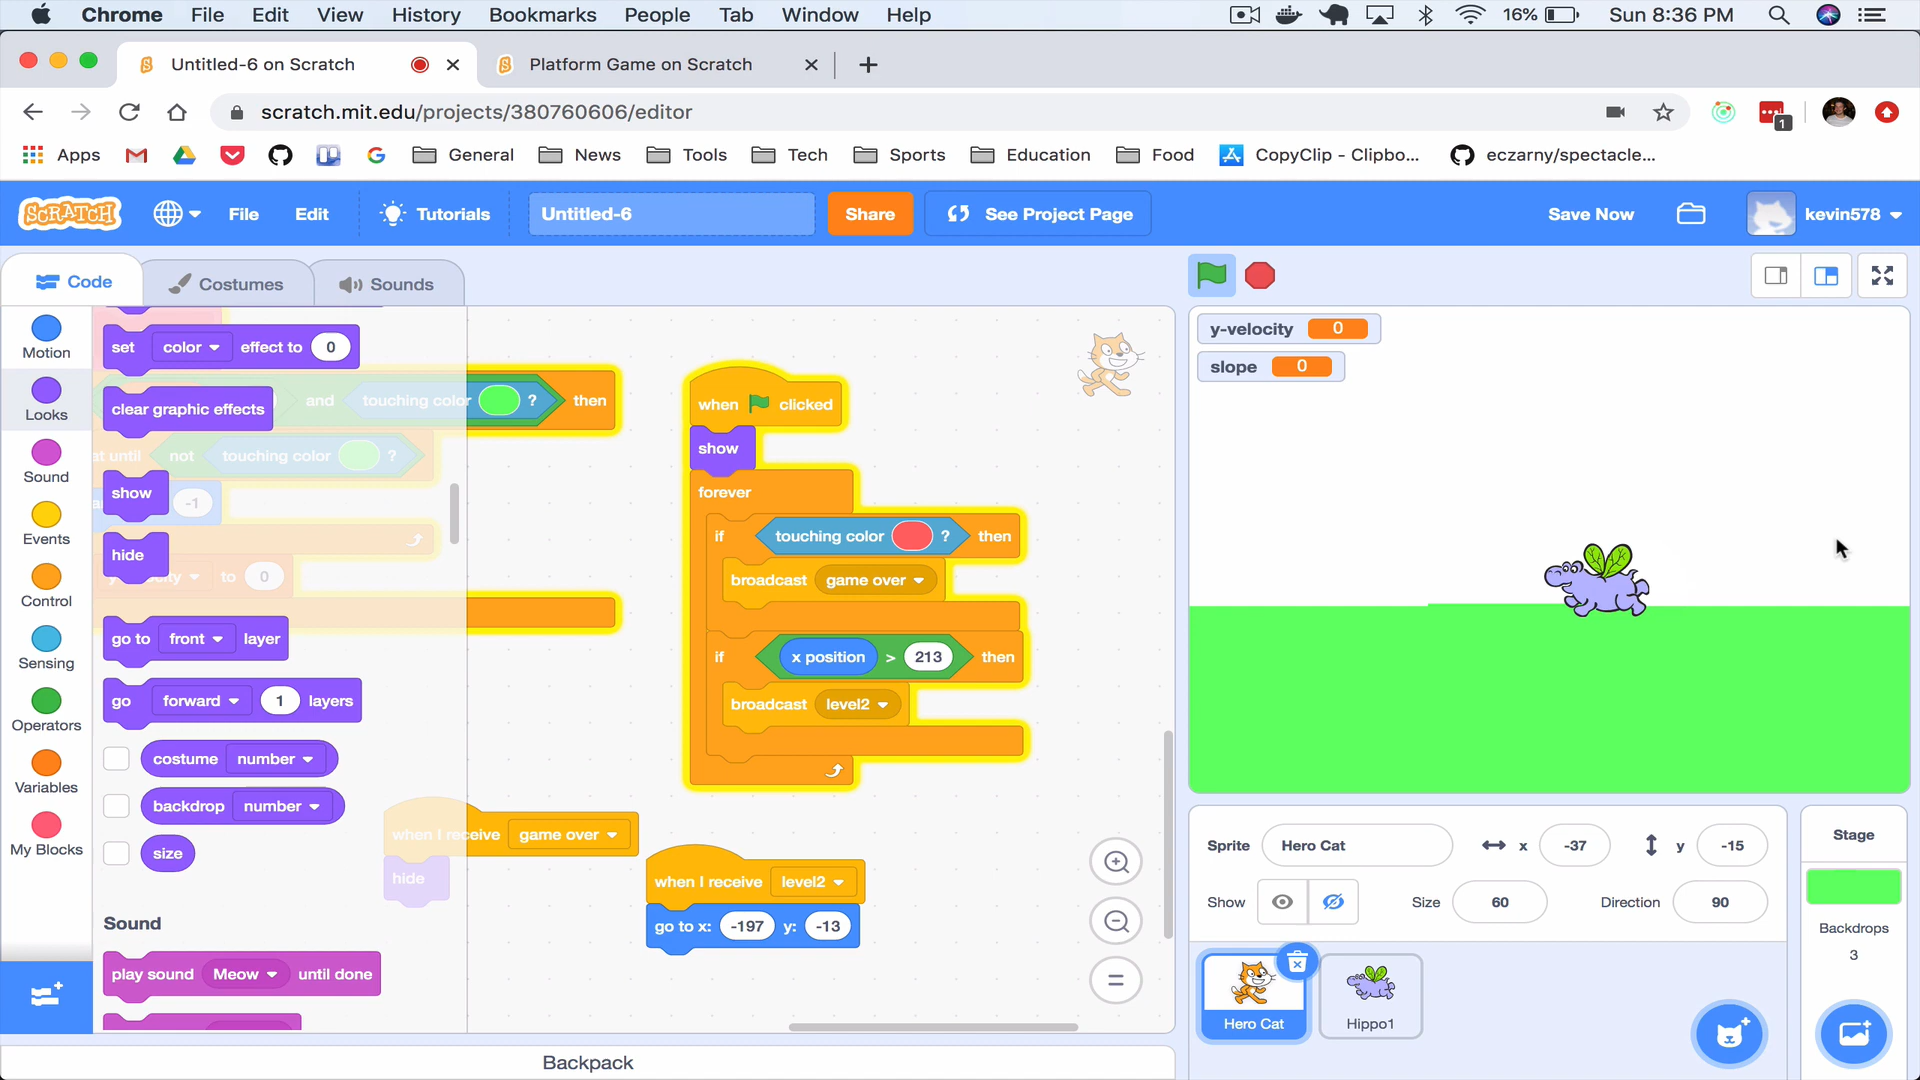 Chrome File Edit View History Bookmarks People Tab Window Help 16% Sun 8:36 PM
Untitled-6 on Scratch
Platform Game on Scratch
scratch.mit.edu/projects/380760606/editor
1
Apps General News Tools Tech Sports Education Food CopyClip - Clipbo... eczarny/spectacle...
SCRATCH File Edit Tutorials Untitled-6 Share See Project Page Save Now kevin578
Code Costumes Sounds
Motion
Looks
Sound
Events
Control
Sensing
Operators
Variables
My Blocks
set color effect to 0
clear graphic effects
show
hide
go to front layer
go forward 1 layers
costume number
backdrop number
size
Sound
play sound Meow until done
and touching color ? then
at until not touching color ?
-1
to 0
when clicked
show
forever
if touching color ? then
broadcast game over
if x position > 213 then
broadcast level2
when I receive game over
hide
when I receive level2
go to x: -197 y: -13
Backpack
y-velocity 0
slope 0
Sprite Hero Cat x -37 y -15
Show Size 60 Direction 90
Hero Cat
Hippo1
Stage
Backdrops
3